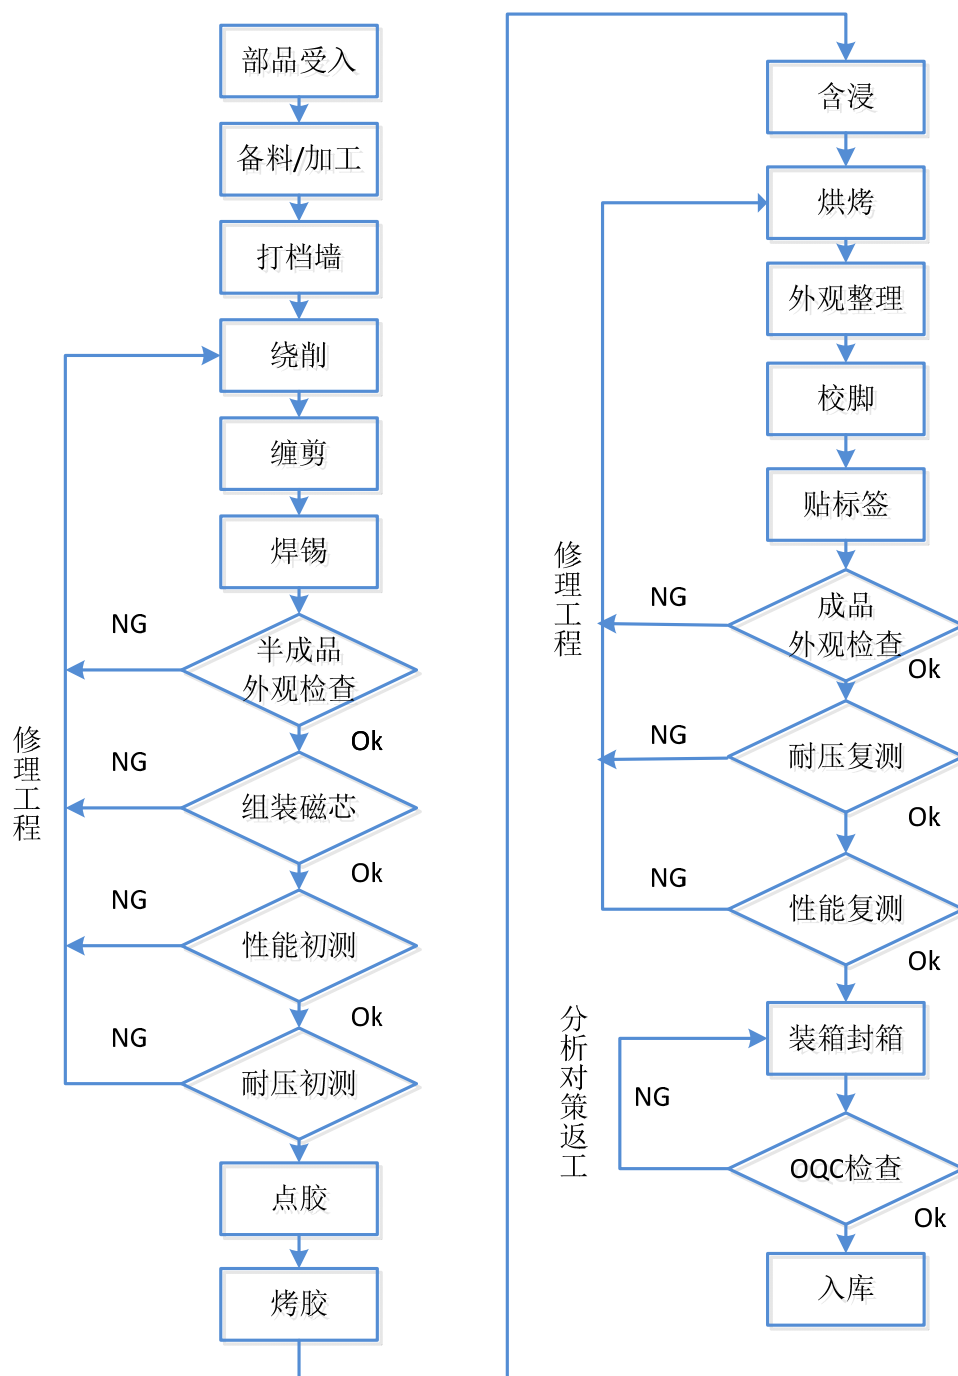 部品受入
备料/加工
打档墙
绕削
缠剪
焊锡
NG
半成品
外观检查
Ok
修理工程
NG
组装磁芯
Ok
NG
性能初测
Ok
NG
耐压初测
点胶
烤胶
含浸
烘烤
外观整理
校脚
贴标签
修理工程
NG
成品
外观检查
Ok
NG
耐压复测
Ok
NG
性能复测
Ok
分析对策返工
装箱封箱
NG
OQC检查
Ok
入库